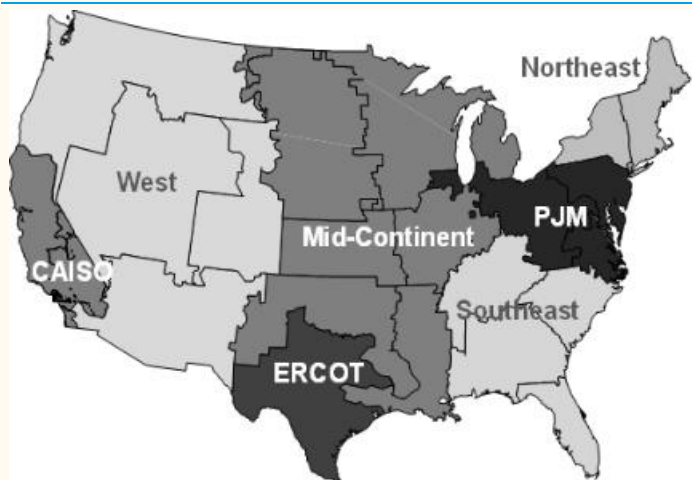 Northeast
West
PJM
Mid-Continent
CAISO
Southeast
ERCOT